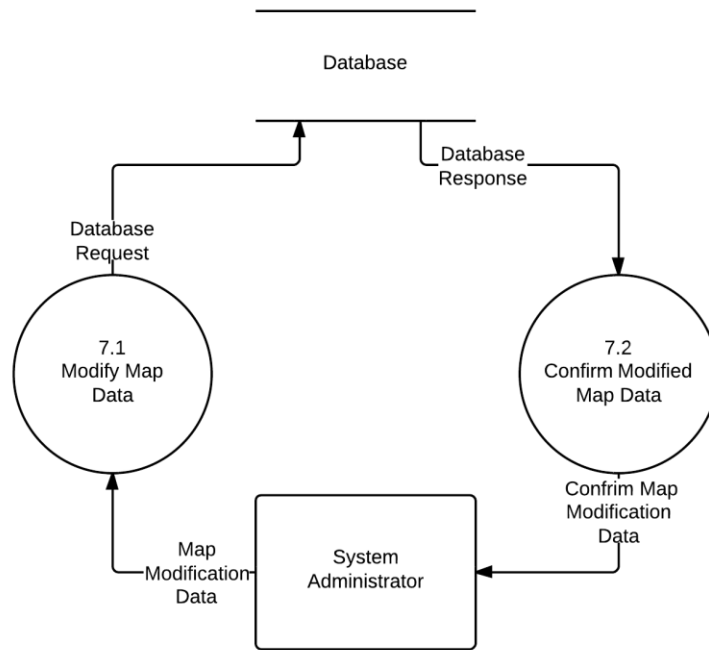 Database
Database
Response
Database
Request
7.1
Modify Map
Data
7.2
Confirm Modified
Map Data
Confrim Map
Modification
Data
Map
Modification
Data
System
Administrator